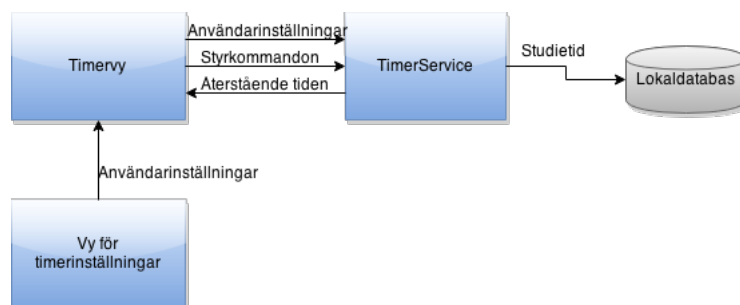 Användarinställningar
Timervy
Styrkommandon
TimerService
Studietid
Lokaldatabas
Återstående tiden
Användarinställningar
Vy för
timerinställningar